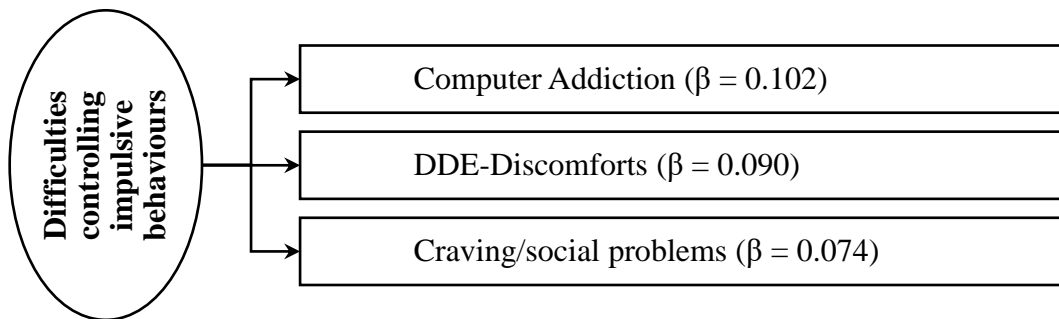 Difficulties
controlling
impulsive
behaviours
Computer Addiction (β = 0.102)
DDE-Discomforts (β = 0.090)
Craving/social problems (β = 0.074)